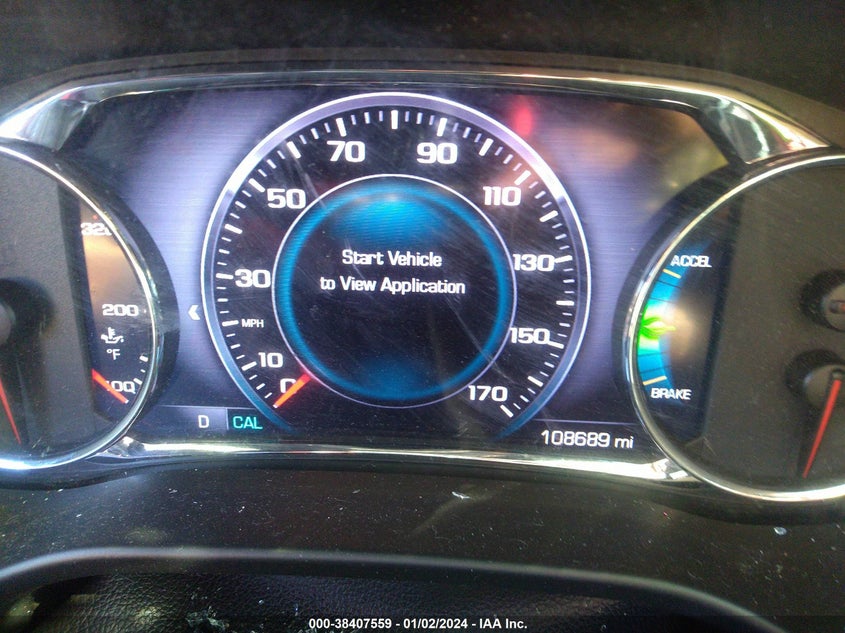 70 90
50 110
30 130
MPH 150
10 170
0
Start Vehicle
to View Application
200
°F
ACCEL
BRAKE
D CAL
108689 mi
000-38407559 - 01/02/2024 - IAA Inc.